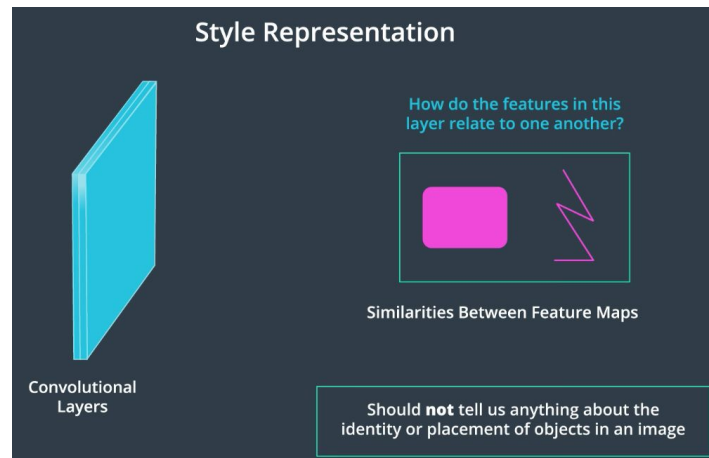 Style Representation
How do the features in this
layer relate to one another?
Similarities Between Feature Maps
Convolutional
Layers
Should not tell us anything about the
identity or placement of objects in an image